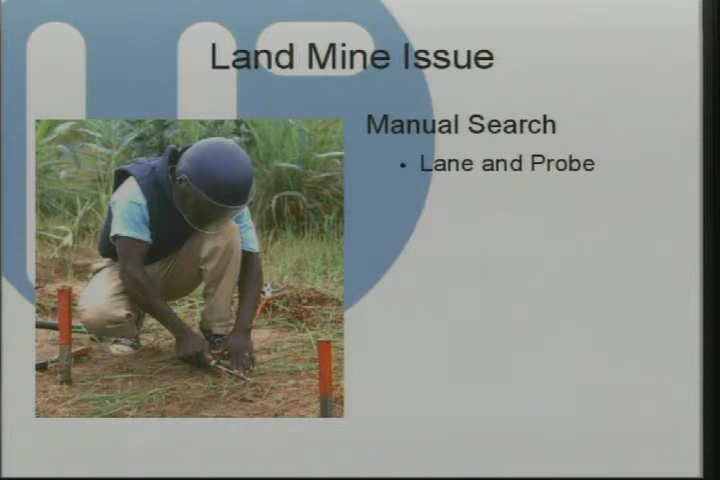 Land Mine Issue
Manual Search
• Lane and Probe